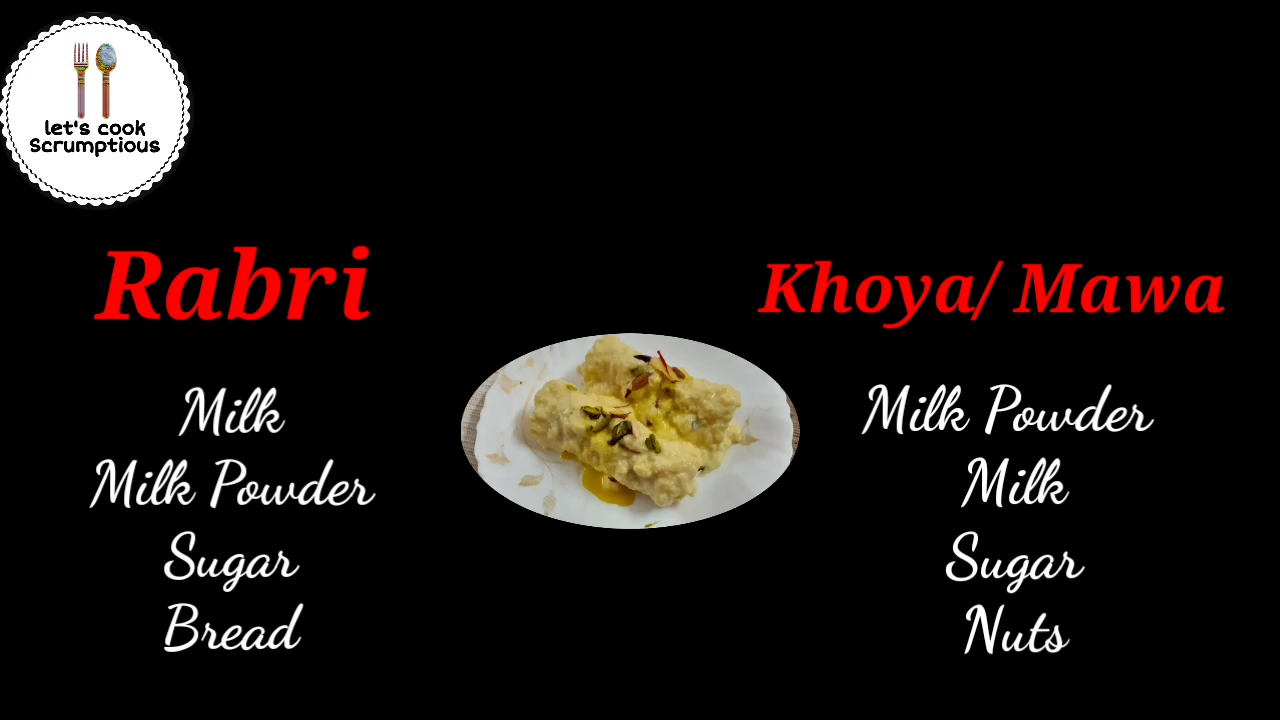 let's cook
Scrumptious
Rabri
Milk
Milk Powder
Sugar
Bread
Khoya/ Mawa
Milk Powder
Milk
Sugar
Nuts